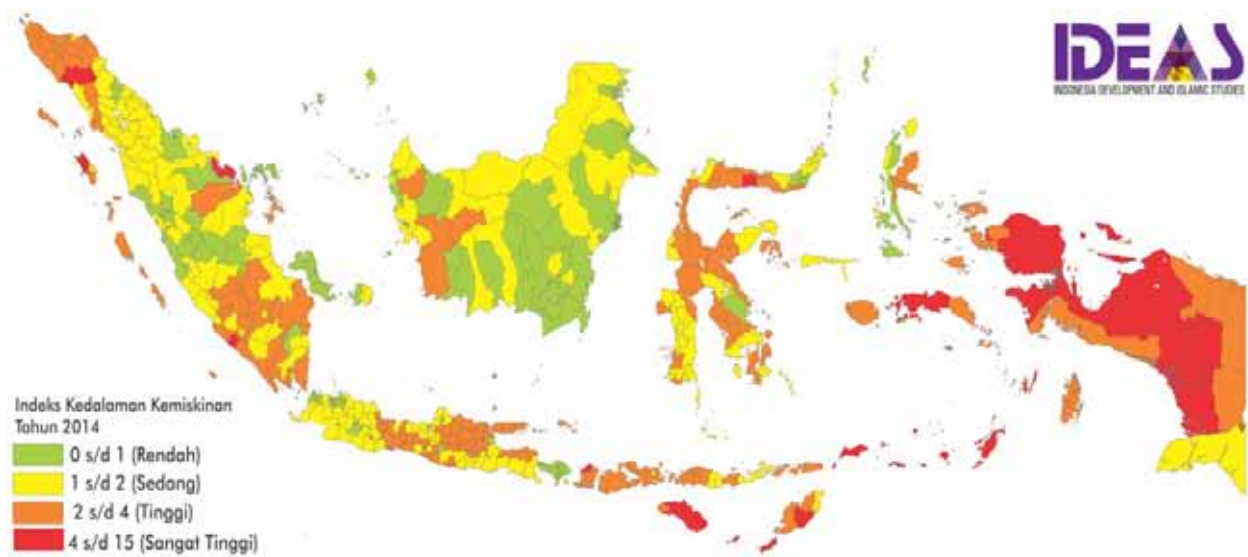 IDEAS
INDONESIA DEVELOPMENT AND ISLAMIC STUDIES
Indeks Kedalaman Kemiskinan
Tahun 2014
0 s/d 1 (Rendah)
1 s/d 2 (Sedang)
2 s/d 4 (Tinggi)
4 s/d 15 (Sangat Tinggi)